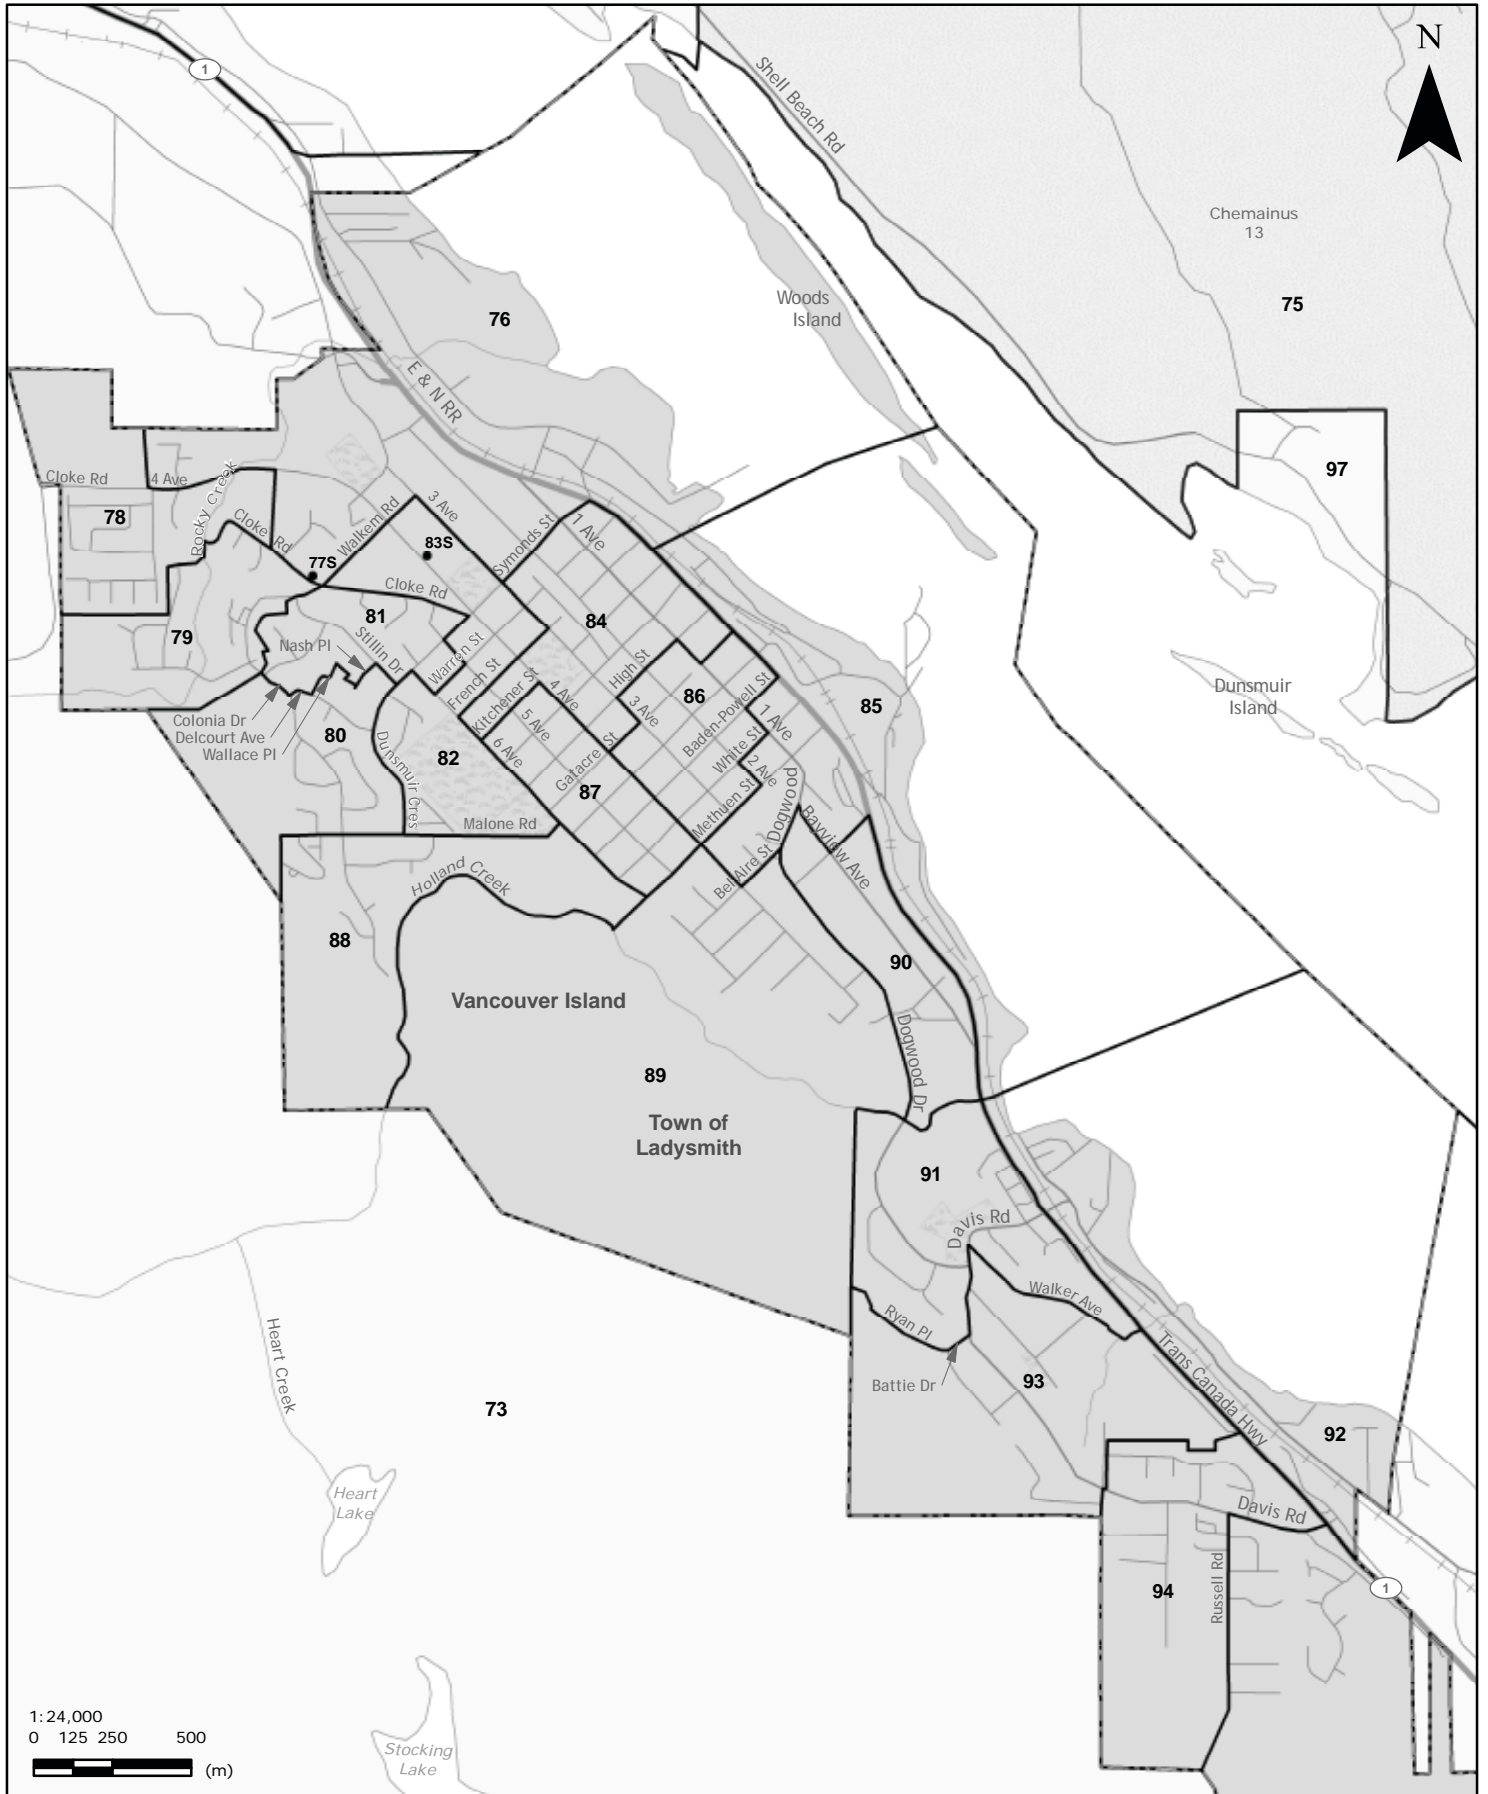 N
1
Shell Beach Rd
Chemainus
13
75
Woods
Island
76
E & N RR
97
Cloke Rd
4 Ave
78
Rocky Creek
Cloke Rd
Walkem Rd
3 Ave
83S
77S
Symonds St
1 Ave
Cloke Rd
81
84
79
Nash Pl
Stillin Dr
Warren St
High St
French St
Kitchener St
4 Ave
86
Baden-Powell St
85
Dunsmuir
Island
Colonia Dr
Delcourt Ave
Wallace Pl
80
Dunsmuir Cres
82
5 Ave
6 Ave
3 Ave
1 Ave
White St
2 Ave
Gatacre St
87
Methuen St
Malone Rd
Dogwood
Bayview Ave
Bel Aire St
Holland Creek
88
90
Vancouver Island
Dogwood Dr
89
Town of
Ladysmith
91
Davis Rd
Walker Ave
Ryan Pl
Heart Creek
Battie Dr
93
Trans Canada Hwy
73
92
Heart
Lake
Davis Rd
Russell Rd
94
1
Stocking
Lake
1:24,000
0 125 250 500
(m)